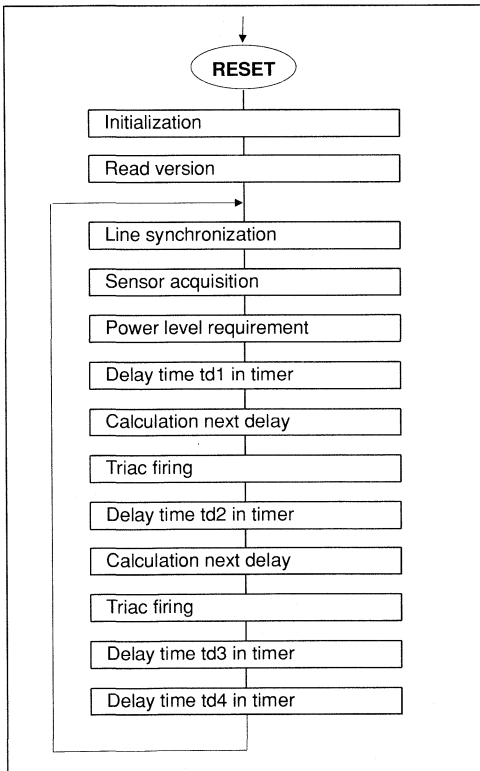 RESET
Initialization
Read version
Line synchronization
Sensor acquisition
Power level requirement
Delay time td1 in timer
Calculation next delay
Triac firing
Delay time td2 in timer
Calculation next delay
Triac firing
Delay time td3 in timer
Delay time td4 in timer